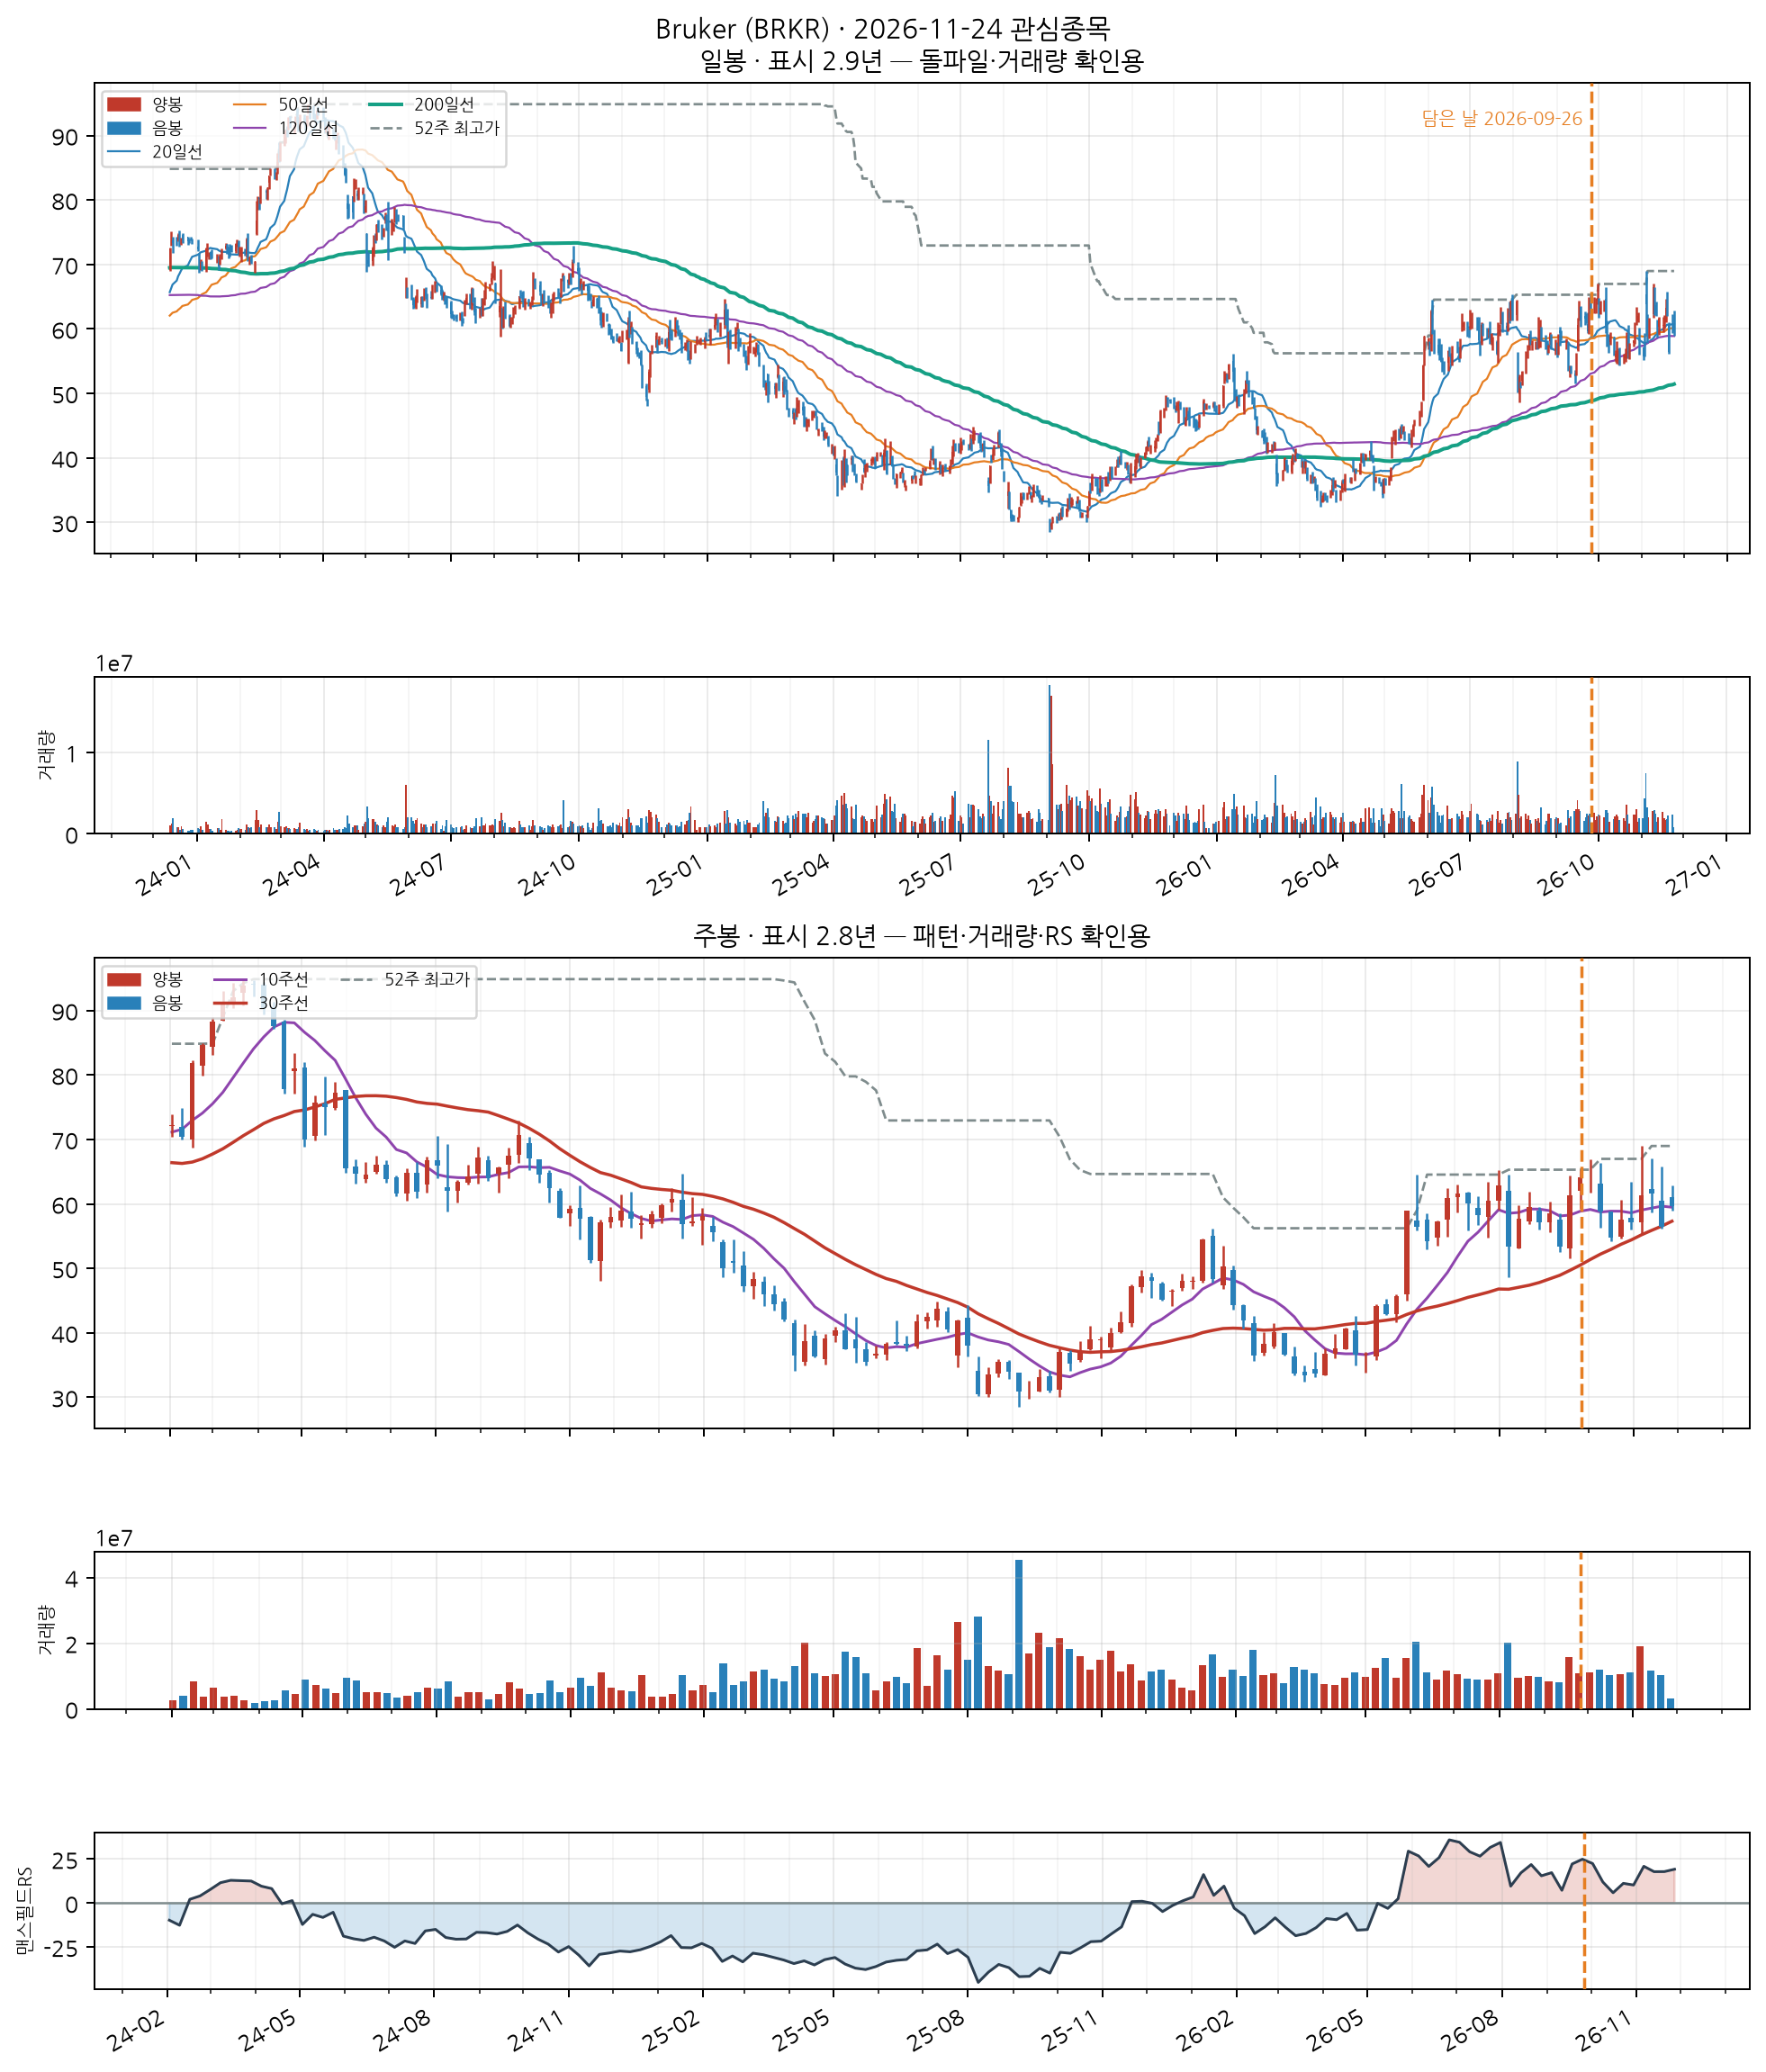 Bruker (BRKR) · 2026-11-24 관심종목
일봉 · 표시 2.9년 — 돌파일·거래량 확인용
양봉
음봉
20일선
50일선
120일선
200일선
52주 최고가
담은 날 2026-09-26
90
80
70
60
50
40
30
1e7
거래량
1
0
24-01
24-04
24-07
24-10
25-01
25-04
25-07
25-10
26-01
26-04
26-07
26-10
27-01
주봉 · 표시 2.8년 — 패턴·거래량·RS 확인용
양봉
음봉
10주선
30주선
52주 최고가
90
80
70
60
50
40
30
1e7
거래량
4
2
0
맨스필드RS
25
0
-25
24-02
24-05
24-08
24-11
25-02
25-05
25-08
25-11
26-02
26-05
26-08
26-11